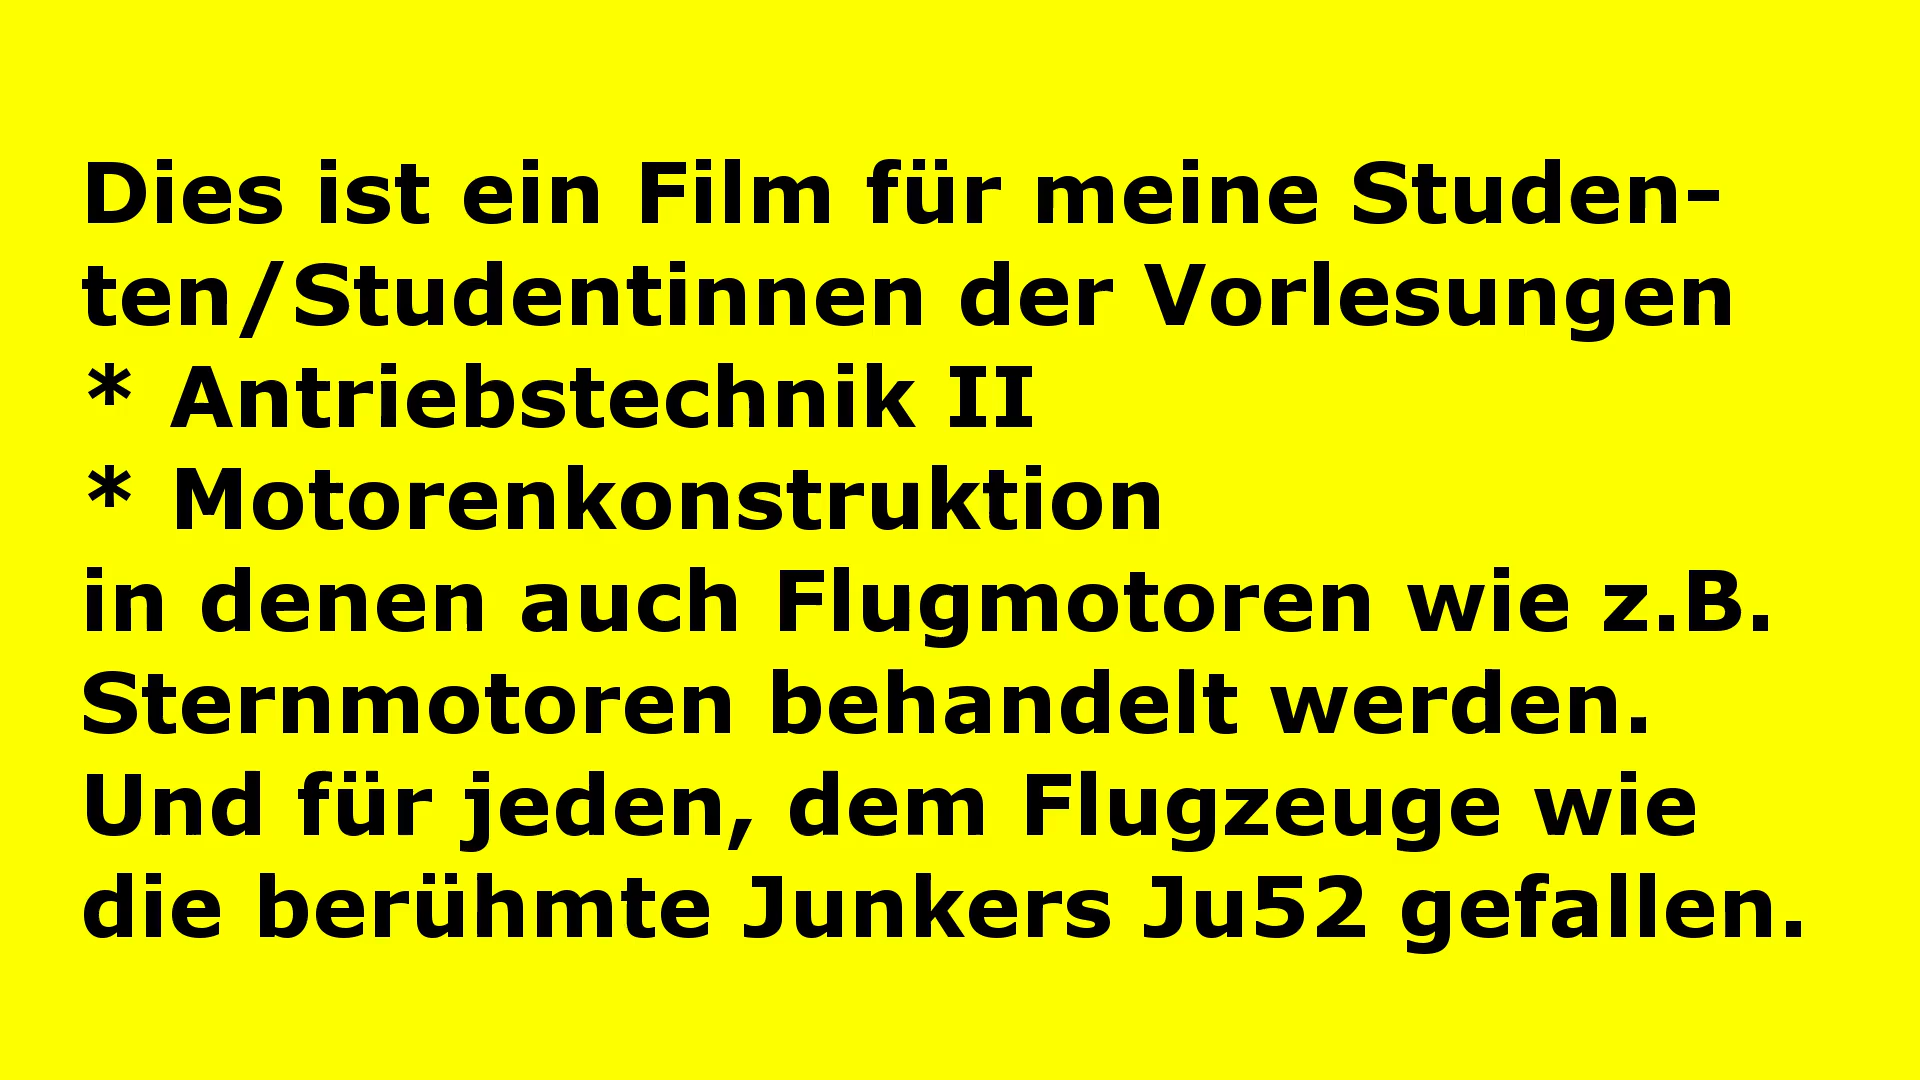 Dies ist ein Film für meine Studen-
ten/Studentinnen der Vorlesungen
* Antriebstechnik II
* Motorenkonstruktion
in denen auch Flugmotoren wie z.B.
Sternmotoren behandelt werden.
Und für jeden, dem Flugzeuge wie
die berühmte Junkers Ju52 gefallen.